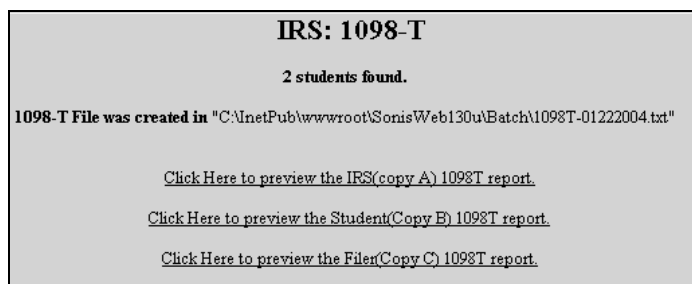 IRS: 1098-T
2 students found.
1098-T File was created in "C:\InetPub\wwwroot\SonisWeb130u\Batch\1098T-01222004.txt"
Click Here to preview the IRS(copy A) 1098T report.
Click Here to preview the Student(Copy B) 1098T report.
Click Here to preview the Filer(Copy C) 1098T report.